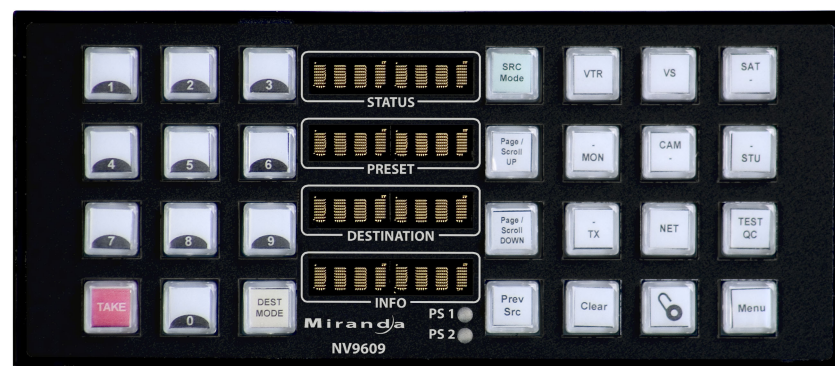 1
2
3
STATUS
SRC
Mode
VTR
VS
SAT
-
4
5
6
PRESET
Page /
Scroll
UP
-
MON
CAM
-
-
STU
7
8
9
DESTINATION
Page /
Scroll
DOWN
-
TX
NET
TEST
QC
TAKE
0
DEST
MODE
INFO
Miranda
NV9609
PS 1
PS 2
Prev
Src
Clear
Menu